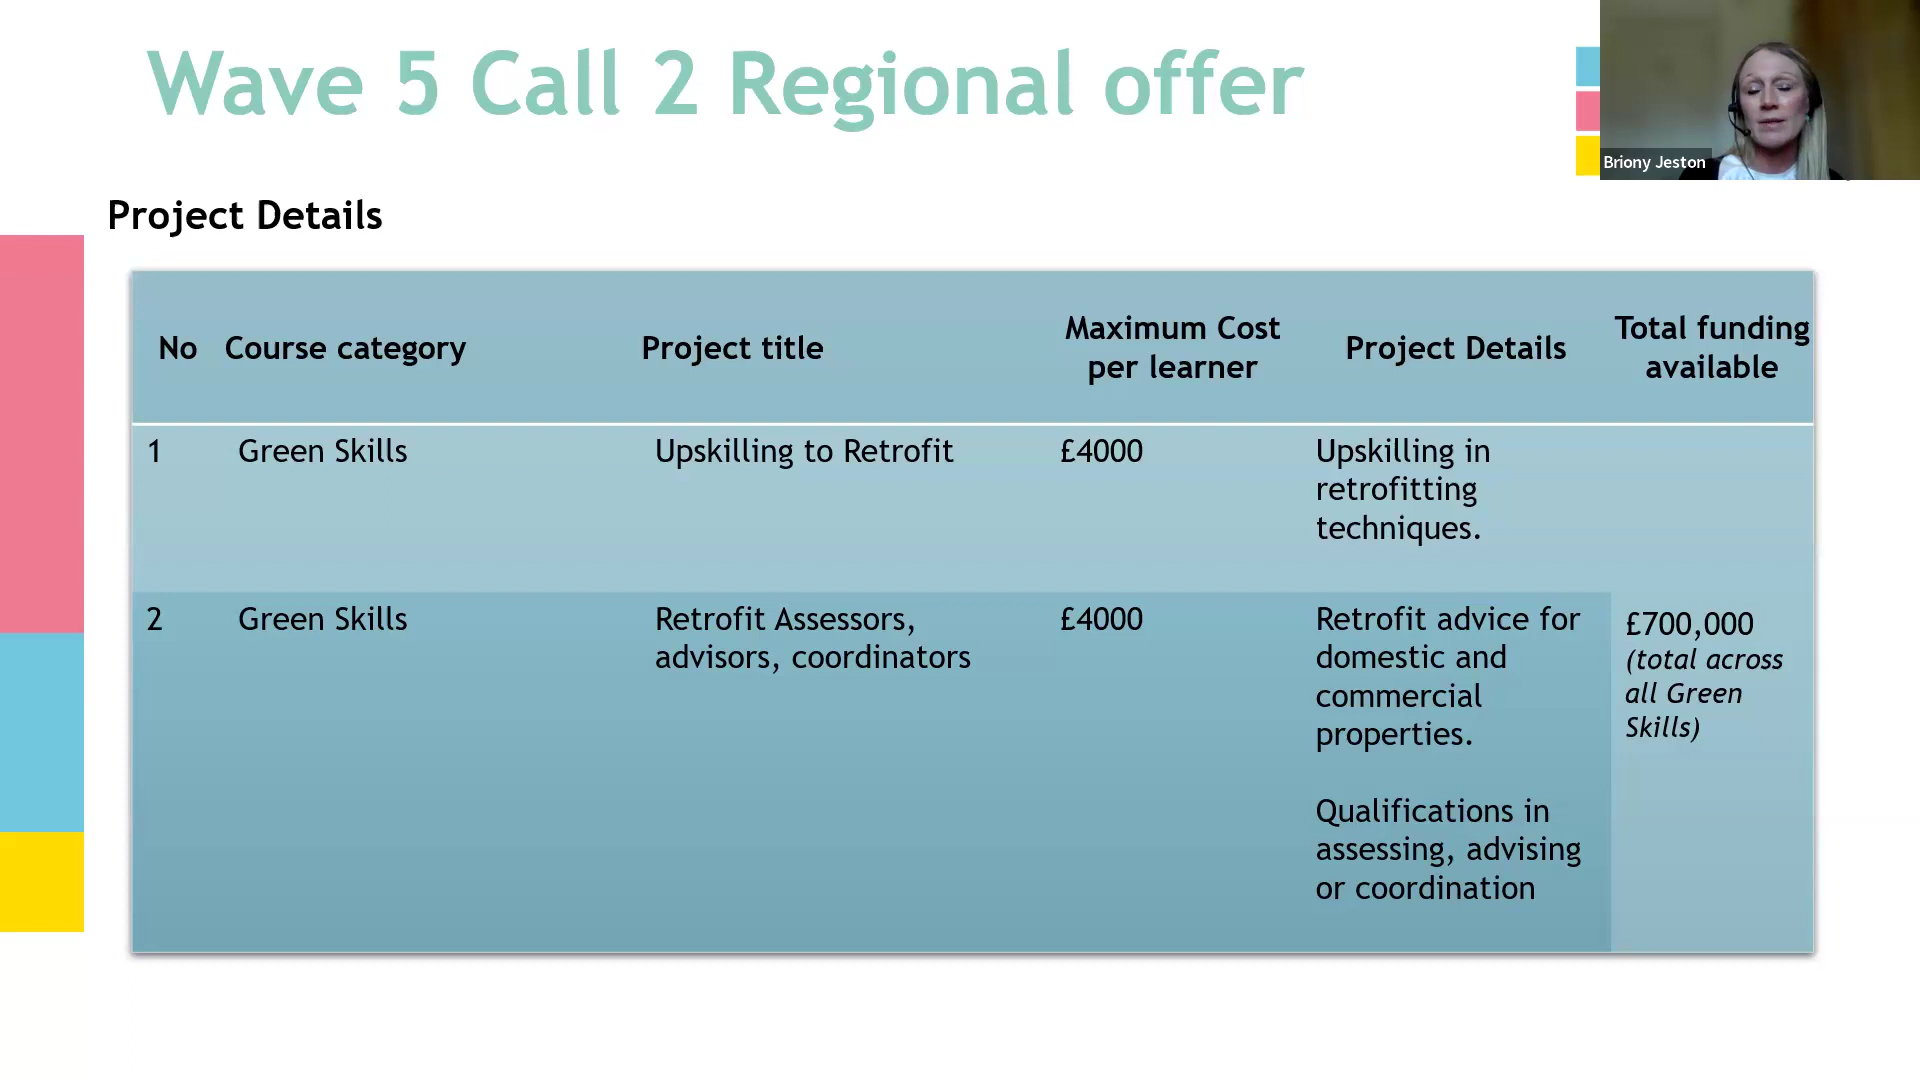 Wave 5 Call 2 Regional offer
Briony Jeston
Project Details
No
Course category
Project title
Maximum Cost
per learner
Project Details
Total funding
available
1
Green Skills
Upskilling to Retrofit
£4000
Upskilling in
retrofitting
techniques.
2
Green Skills
Retrofit Assessors,
advisors, coordinators
£4000
Retrofit advice for
domestic and
commercial
properties.
Qualifications in
assessing, advising
or coordination
£700,000
(total across
all Green
Skills)